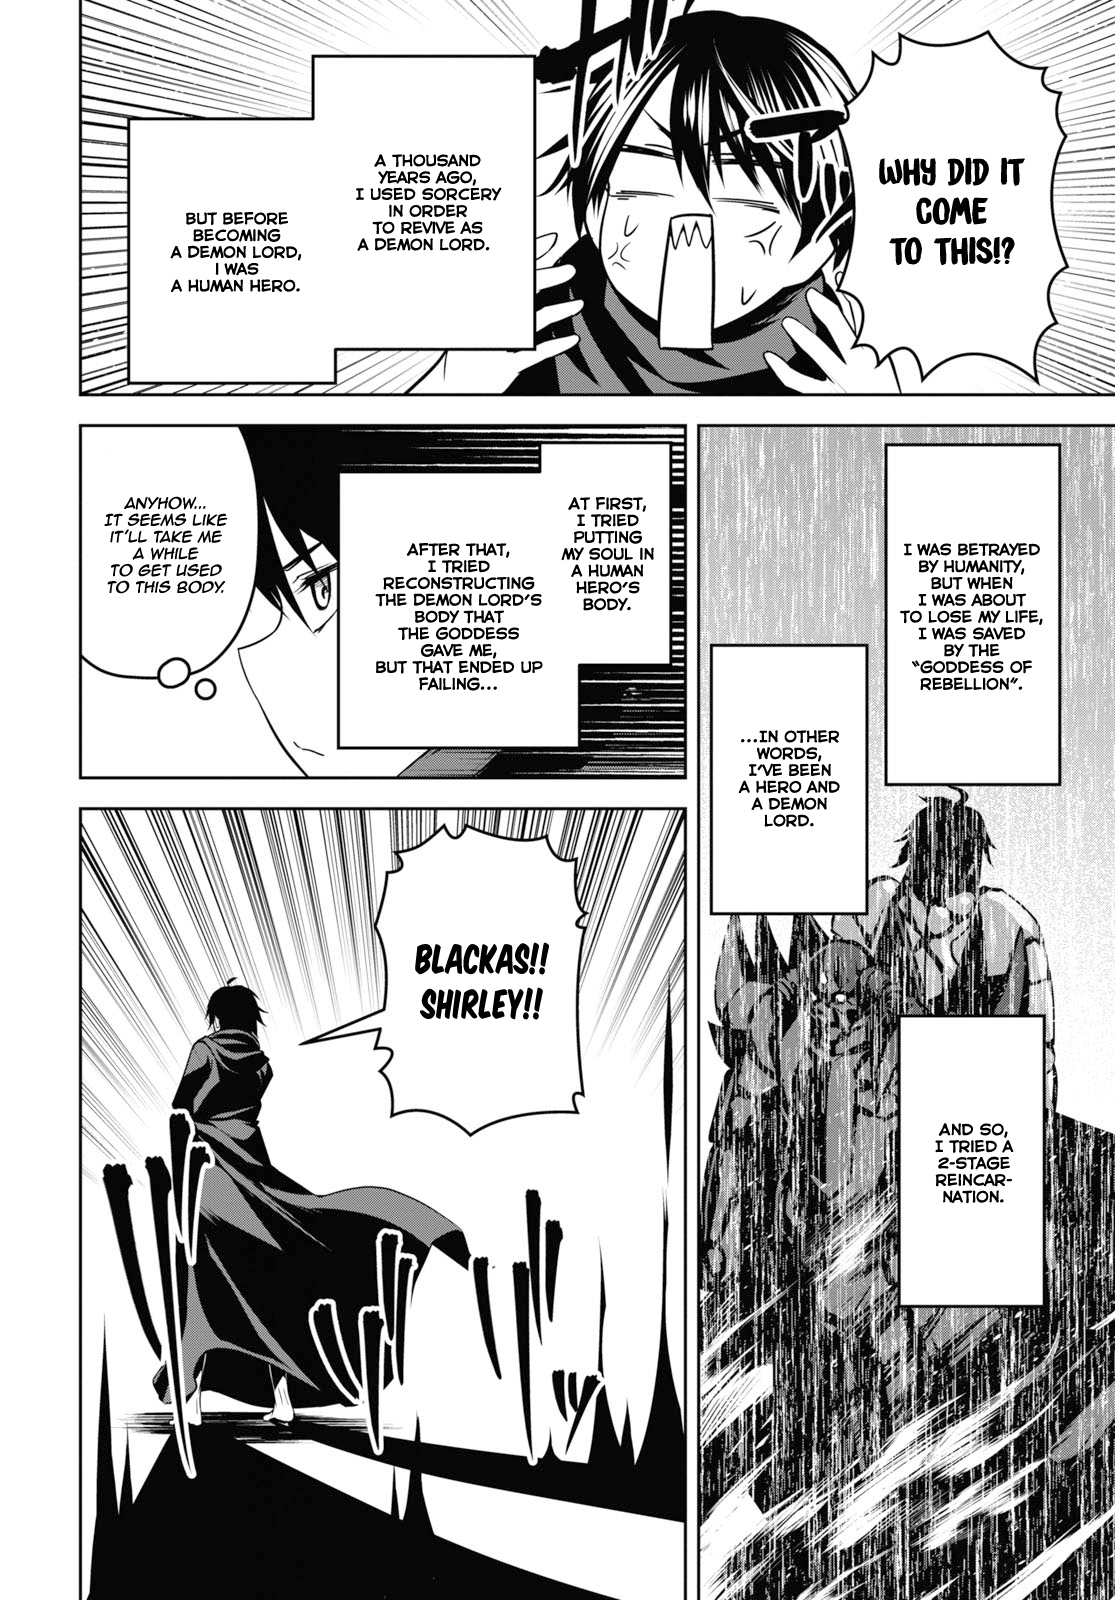 WHY DID IT
COME
TO THIS!?
A THOUSAND
YEARS AGO,
I USED SORCERY
IN ORDER
TO REVIVE AS
A DEMON LORD.
BUT BEFORE
BECOMING
A DEMON LORD,
I WAS
A HUMAN HERO.
I WAS BETRAYED
BY HUMANITY,
BUT WHEN
I WAS ABOUT
TO LOSE MY LIFE,
I WAS SAVED
BY THE
"GODDESS OF
REBELLION".
...IN OTHER
WORDS,
I'VE BEEN
A HERO AND
A DEMON
LORD.
AND SO,
I TRIED A
2-STAGE
REINCAR-
NATION.
AT FIRST,
I TRIED
PUTTING
MY SOUL IN
A HUMAN
HERO'S
BODY.
AFTER THAT,
I TRIED
RECONSTRUCTING
THE DEMON LORD'S
BODY THAT
THE GODDESS
GAVE ME,
BUT THAT ENDED UP
FAILING...
ANYHOW...
IT SEEMS LIKE
IT'LL TAKE ME
A WHILE
TO GET USED
TO THIS BODY.
BLACKAS!!
SHIRLEY!!